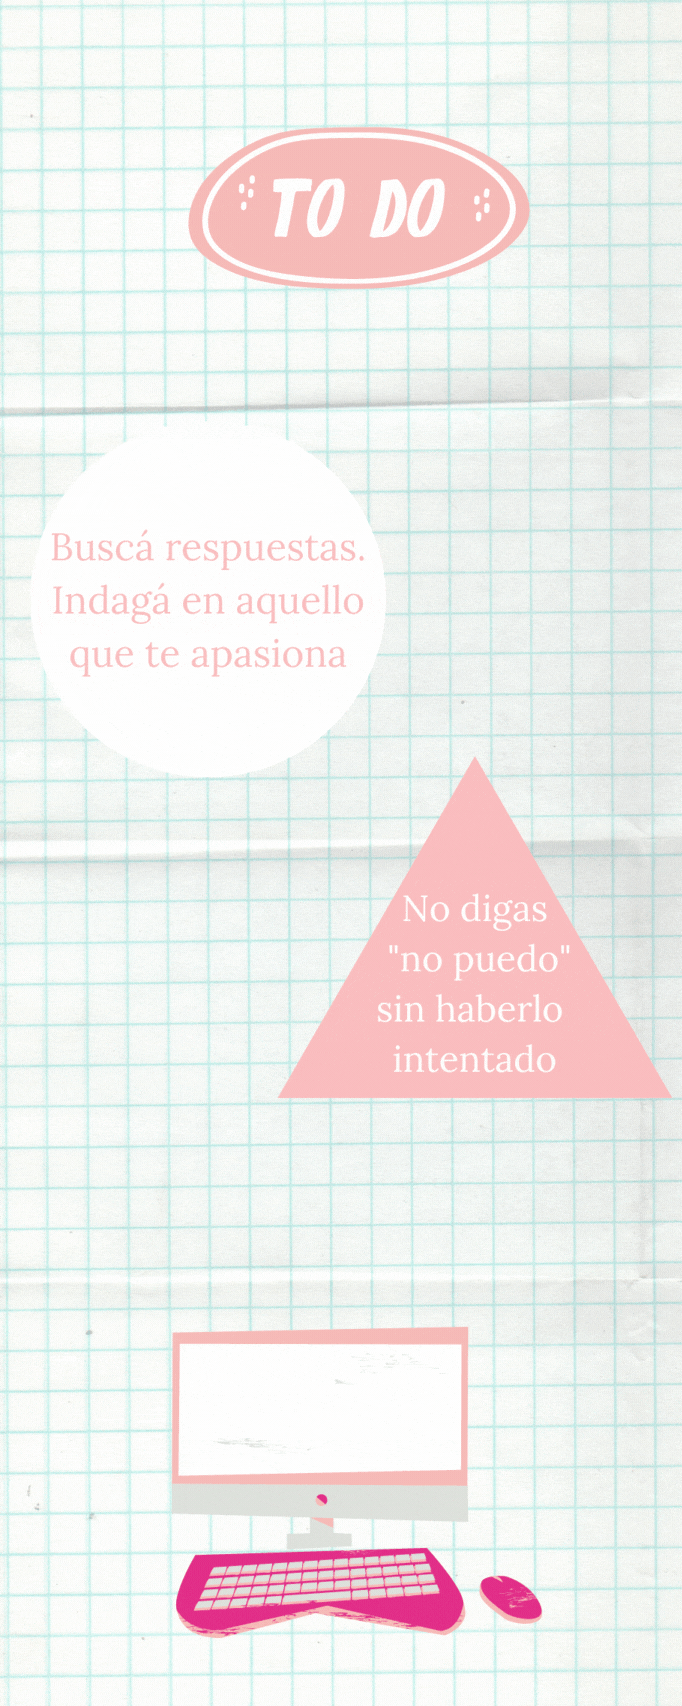 TO DO
Buscá respuestas.
Indagá en aquello
que te apasiona
No digas
"no puedo"
sin haberlo
intentado